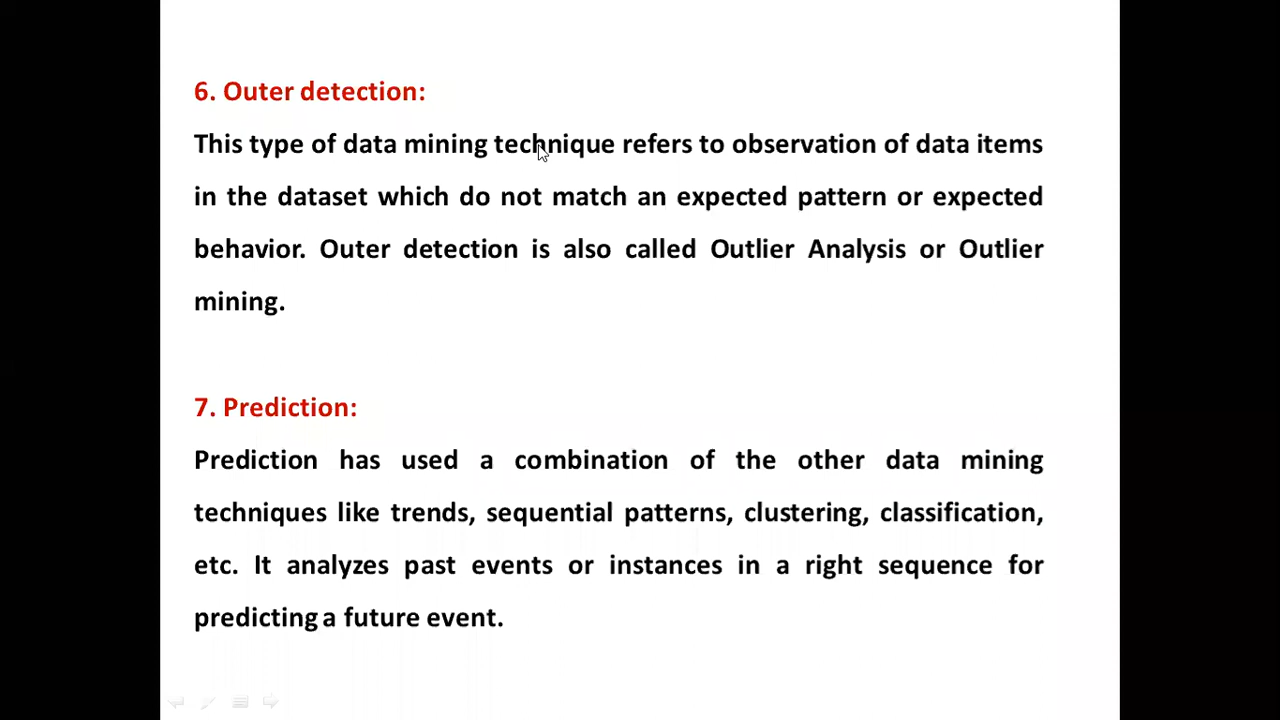 6. Outer detection:
This type of data mining technique refers to observation of data items
in the dataset which do not match an expected pattern or expected
behavior. Outer detection is also called Outlier Analysis or Outlier
mining.
7. Prediction:
Prediction has used a combination of the other data mining
techniques like trends, sequential patterns, clustering, classification,
etc. It analyzes past events or instances in a right sequence for
predicting a future event.